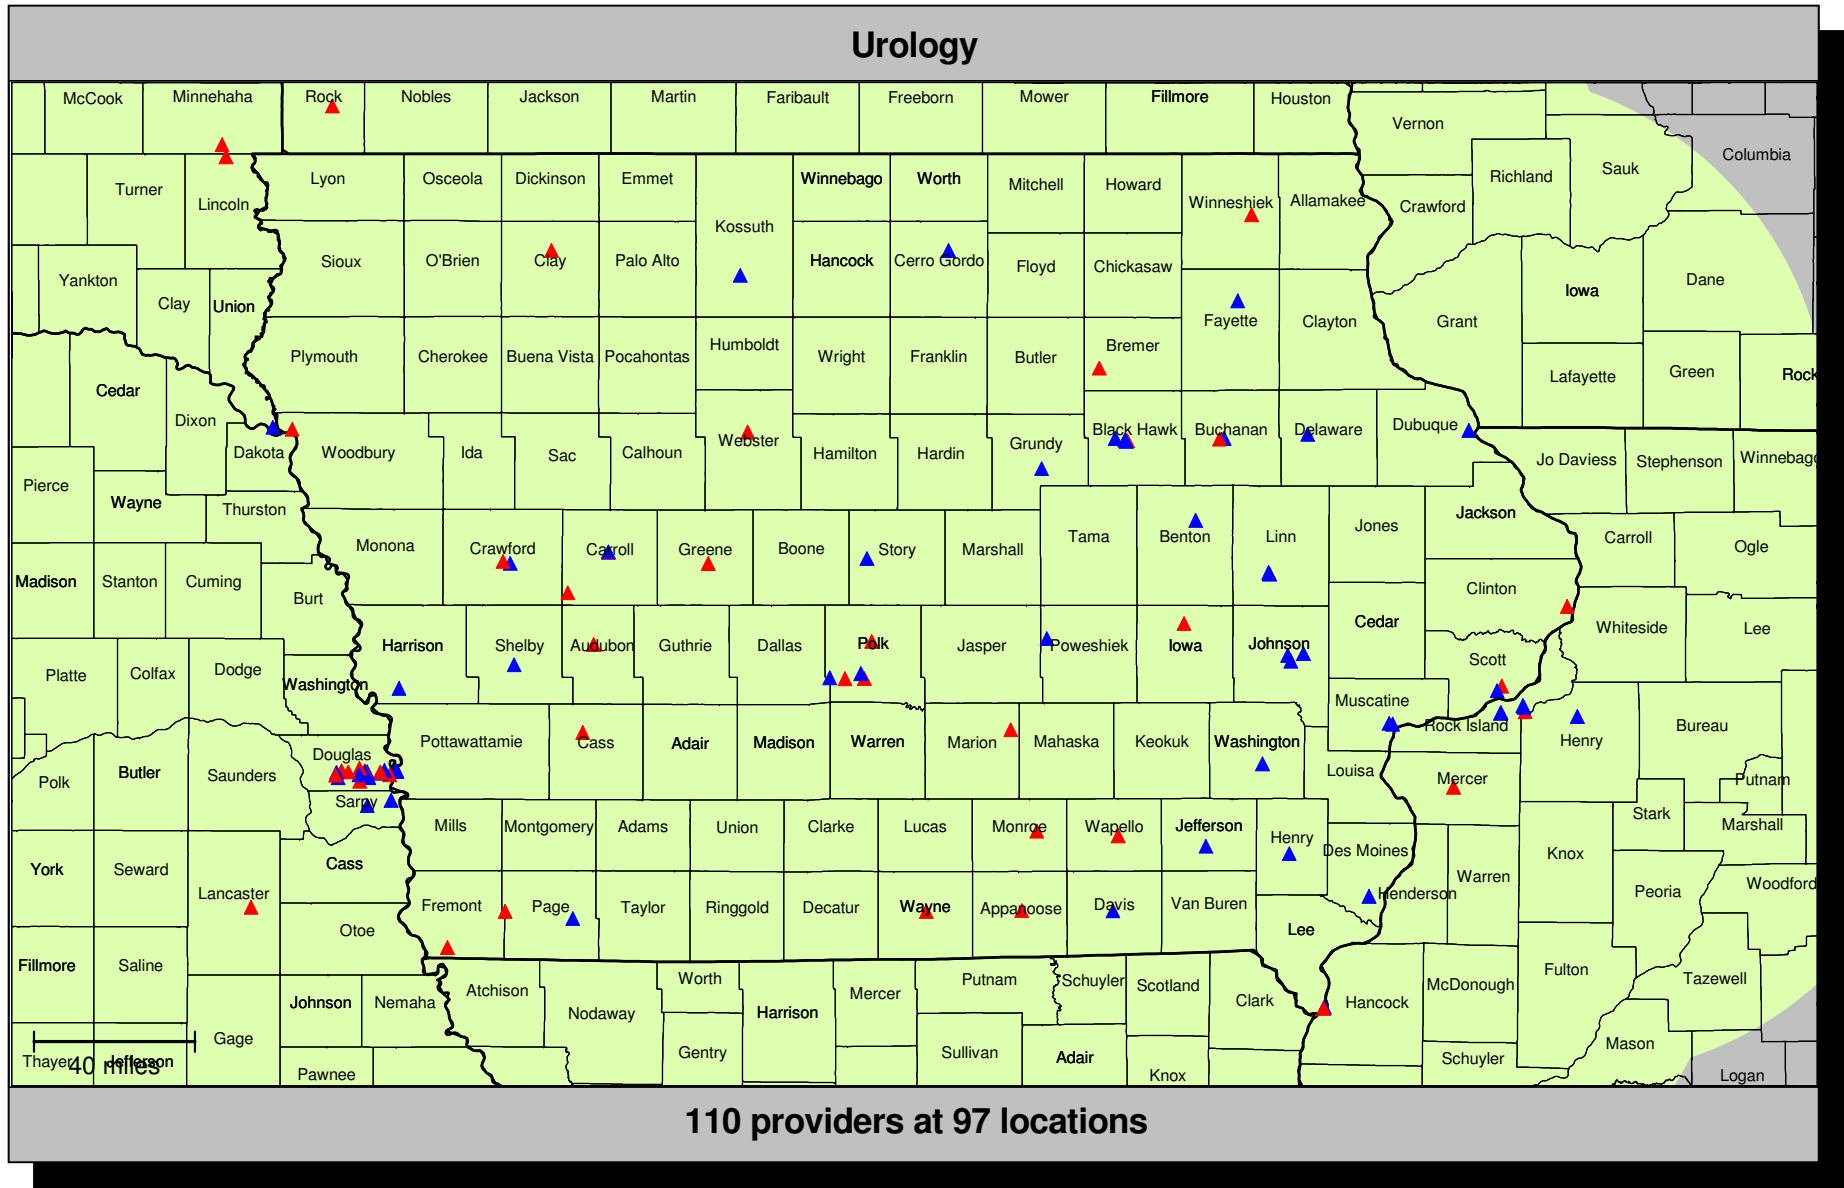 Urology
McCook Minnehaha Rock Nobles Jackson Martin Faribault Freeborn Mower Fillmore Houston
Vernon
Columbia
Turner Lincoln Lyon Osceola Dickinson Emmet Kossuth Winnebago Worth Mitchell Howard Winneshiek Allamakee Crawford Richland Sauk
Yankton Clay Union Sioux O'Brien Clay Palo Alto Hancock Cerro Gordo Floyd Chickasaw Iowa Dane
Cedar Dixon Plymouth Cherokee Buena Vista Pocahontas Humboldt Wright Franklin Butler Bremer Fayette Clayton Grant Lafayette Green Rock
Pierce Wayne Dakota Woodbury Ida Sac Calhoun Webster Hamilton Hardin Grundy Black Hawk Buchanan Delaware Dubuque Jo Daviess Stephenson Winnebago
Thurston
Madison Stanton Cuming Burt Monona Crawford Carroll Greene Boone Story Marshall Tama Benton Linn Jones Jackson Carroll Ogle
Clinton
Platte Colfax Dodge Washington Harrison Shelby Audubon Guthrie Dallas Polk Jasper Poweshiek Iowa Johnson Cedar Scott Whiteside Lee
Muscatine Rock Island Henry Bureau
Polk Butler Saunders Douglas Sarpy Pottawattamie Cass Adair Madison Warren Marion Mahaska Keokuk Washington Louisa Mercer Putnam
Stark Marshall
York Seward Lancaster Cass Mills Montgomery Adams Union Clarke Lucas Monroe Wapello Jefferson Henry Des Moines Henderson Warren Knox Peoria Woodford
Otoe Fremont Page Taylor Ringgold Decatur Wayne Appanoose Davis Van Buren Lee
Fillmore Saline Johnson Nemaha Atchison Nodaway Worth Harrison Mercer Putnam Schuyler Scotland Clark Hancock McDonough Fulton Tazewell
Gage Gentry Sullivan Adair Schuyler Mason
Thayer Jefferson Pawnee Knox Logan
40 miles
110 providers at 97 locations